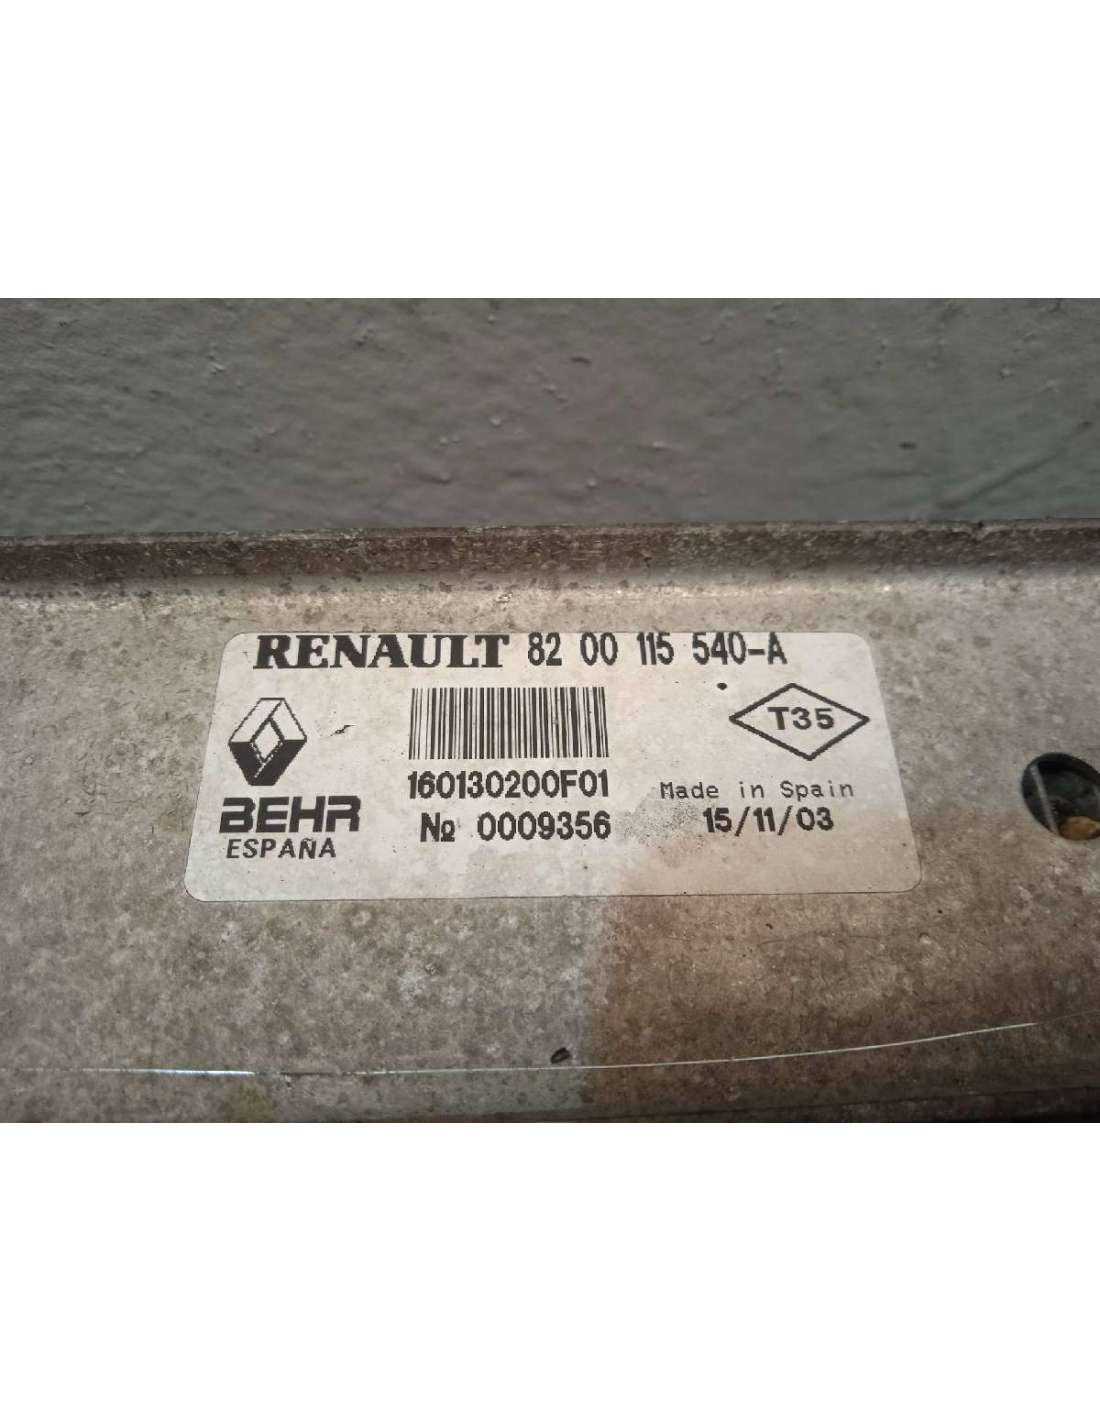 RENAULT 82 00 115 540-A
T35
160130200F01
Made in Spain
BEHR
№ 0009356
15/11/03
ESPAÑA